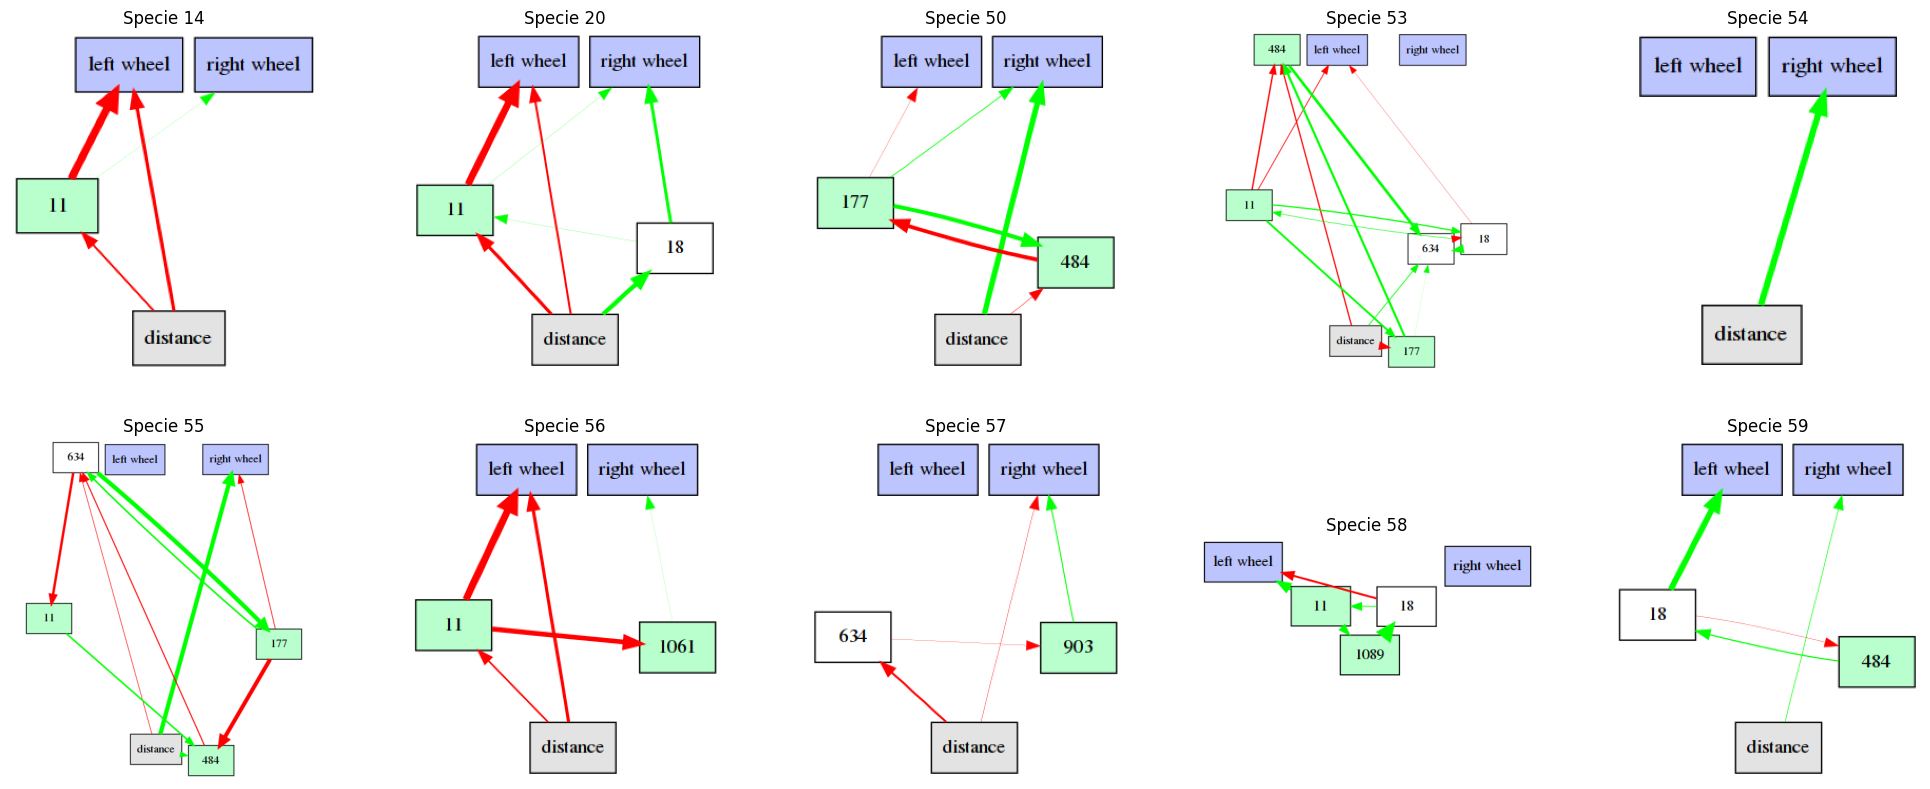 Specie 14
left wheel
right wheel
11
distance
Specie 20
left wheel
right wheel
11
18
distance
Specie 50
left wheel
right wheel
177
484
distance
Specie 53
484
left wheel
right wheel
11
634
18
distance
177
Specie 54
left wheel
right wheel
distance
Specie 55
634
left wheel
right wheel
11
177
distance
484
Specie 56
left wheel
right wheel
11
1061
distance
Specie 57
left wheel
right wheel
634
903
distance
Specie 58
left wheel
right wheel
11
18
1089
Specie 59
left wheel
right wheel
18
484
distance